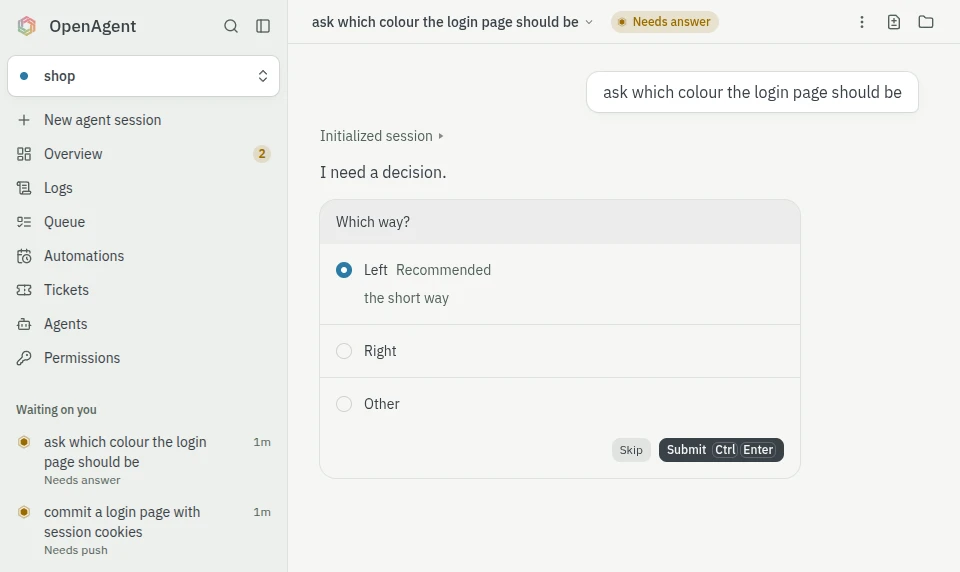 OpenAgent
shop
New agent session
Overview 2
Logs
Queue
Automations
Tickets
Agents
Permissions
Waiting on you
ask which colour the login 1m
page should be
Needs answer
commit a login page with 1m
session cookies
Needs push
ask which colour the login page should be Needs answer
ask which colour the login page should be
Initialized session
I need a decision.
Which way?
Left Recommended
the short way
Right
Other
Skip Submit Ctrl Enter